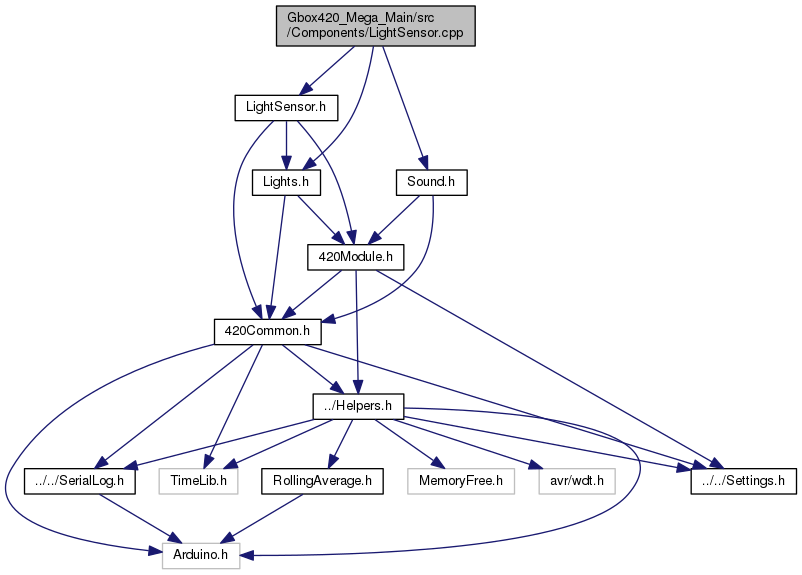 Gbox420_Mega_Main/src
/Components/LightSensor.cpp
LightSensor.h
Lights.h
Sound.h
420Module.h
420Common.h
../Helpers.h
../../SerialLog.h
TimeLib.h
RollingAverage.h
MemoryFree.h
avr/wdt.h
../../Settings.h
Arduino.h